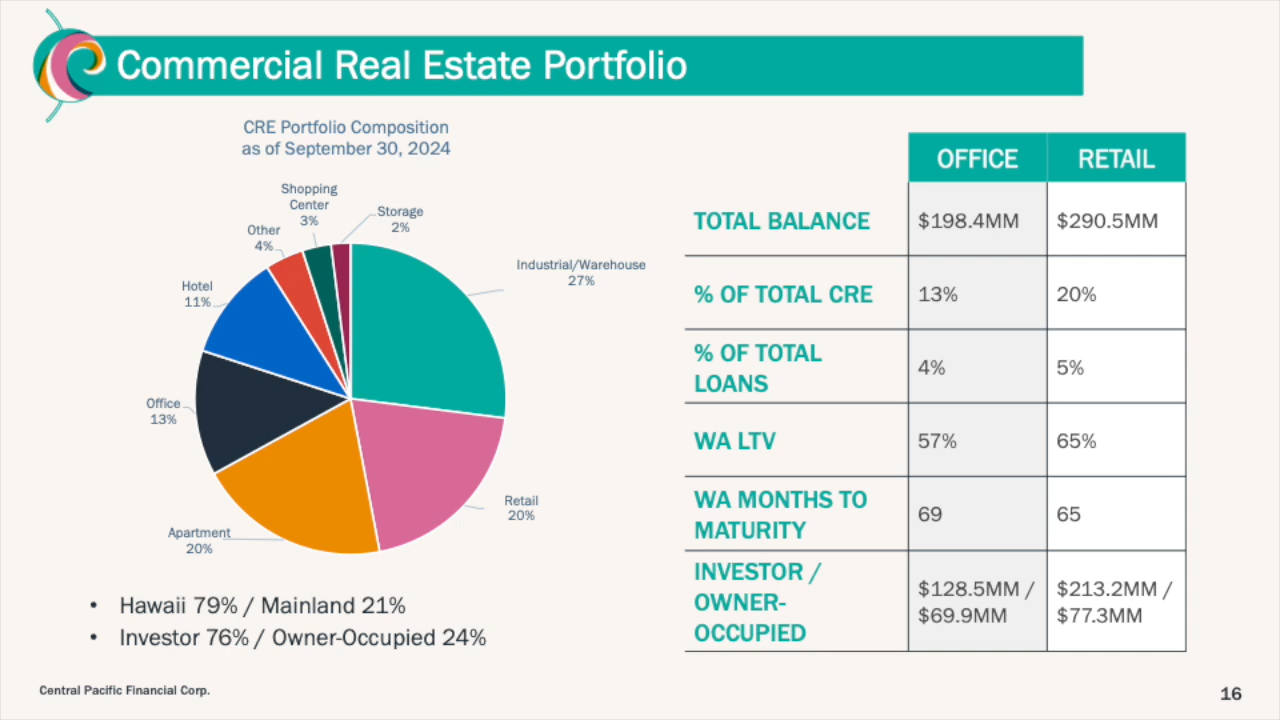 Commercial Real Estate Portfolio
CRE Portfolio Composition
as of September 30, 2024
Shopping
Center
3%
Storage
2%
Other
4%
Industrial/Warehouse
27%
Hotel
11%
Office
13%
Retail
20%
Apartment
20%
• Hawaii 79% / Mainland 21%
• Investor 76% / Owner-Occupied 24%
OFFICE RETAIL
TOTAL BALANCE $198.4MM $290.5MM
% OF TOTAL CRE 13% 20%
% OF TOTAL
LOANS 4% 5%
WA LTV 57% 65%
WA MONTHS TO
MATURITY 69 65
INVESTOR /
OWNER-
OCCUPIED
$128.5MM /
$69.9MM
$213.2MM /
$77.3MM
Central Pacific Financial Corp.
16